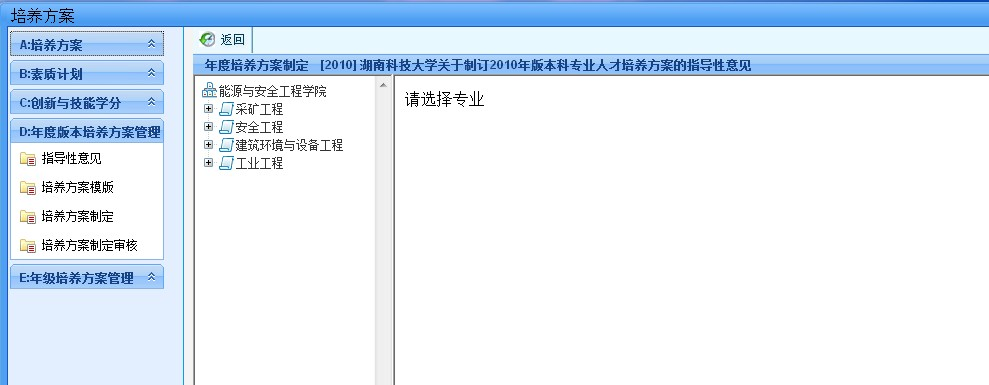 培养方案
A:培养方案
B:素质计划
C:创新与技能学分
D:年度版本培养方案管理
指导性意见
培养方案模版
培养方案制定
培养方案制定审核
E:年级培养方案管理
返回
年度培养方案制定 [2010] 湖南科技大学关于制订2010年版本科专业人才培养方案的指导性意见
能源与安全工程学院
采矿工程
安全工程
建筑环境与设备工程
工业工程
请选择专业